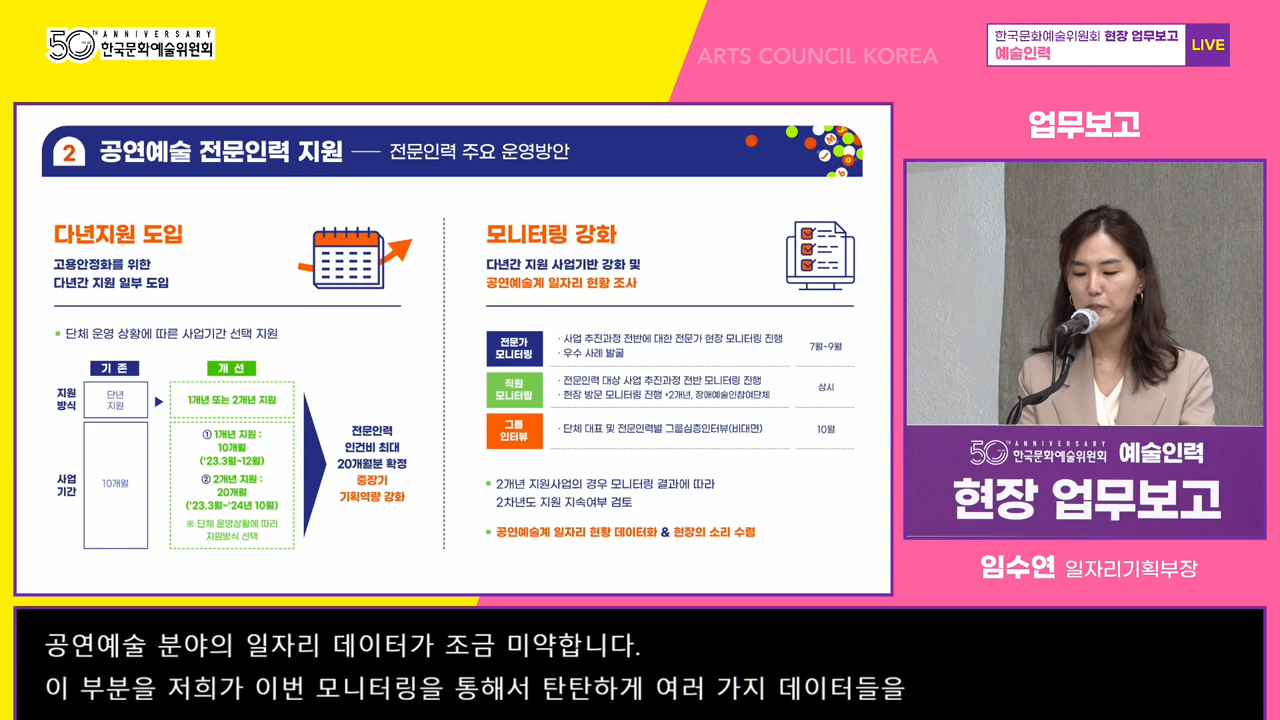 50TH ANNIVERSARY
한국문화예술위원회
ARTS COUNCIL KOREA
한국문화예술위원회 현장 업무보고
예술인력
LIVE
2 공연예술 전문인력 지원 — 전문인력 주요 운영방안
다년지원 도입
고용안정화를 위한
다년간 지원 일부 도입
▪ 단체 운영 상황에 따른 사업기간 선택 지원
기 존
개 선
지원
방식
단년
지원
1개년 또는 2개년 지원
사업
기간
10개월
① 1개년 지원 :
10개월
('23.3월~12월)
② 2개년 지원 :
20개월
('23.3월~'24년 10월)
※ 단체 운영상황에 따라
지원방식 선택
전문인력
인건비 최대
20개월분 확정
중장기
기획역량 강화
모니터링 강화
다년간 지원 사업기반 강화 및
공연예술계 일자리 현황 조사
전문가
모니터링
· 사업 추진과정 전반에 대한 전문가 현장 모니터링 진행
· 우수 사례 발굴
7월~9월
직원
모니터링
· 전문인력 대상 사업 추진과정 전반 모니터링 진행
· 현장 방문 모니터링 진행 *2개년, 장애예술인참여단체
상시
그룹
인터뷰
· 단체 대표 및 전문인력별 그룹심층인터뷰(비대면)
10월
▪ 2개년 지원사업의 경우 모니터링 결과에 따라
2차년도 지원 지속여부 검토
▪ 공연예술계 일자리 현황 데이터화 & 현장의 소리 수렴
업무보고
50TH ANNIVERSARY
한국문화예술위원회 예술인력
현장 업무보고
임수연 일자리기획부장
공연예술 분야의 일자리 데이터가 조금 미약합니다.
이 부분을 저희가 이번 모니터링을 통해서 탄탄하게 여러 가지 데이터들을